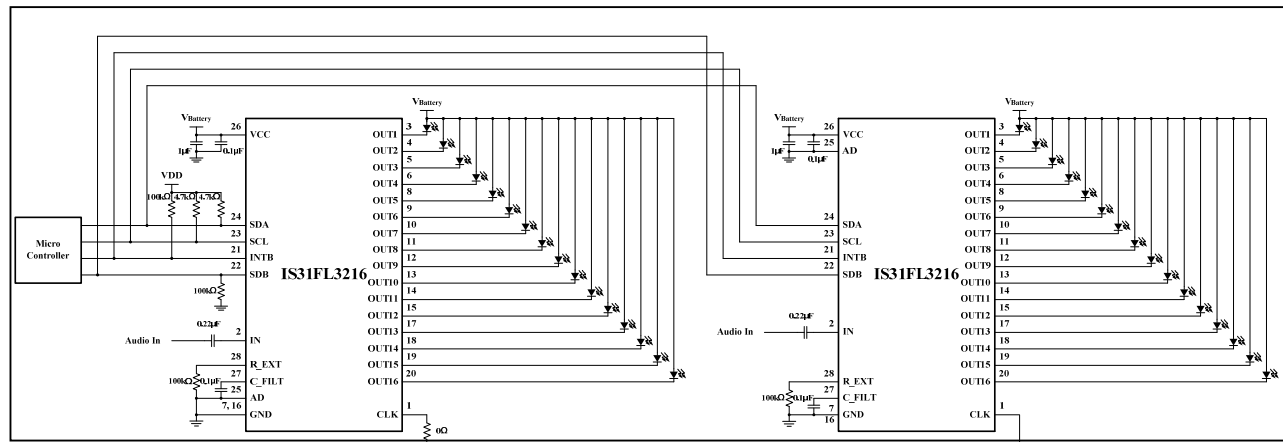 VBattery
1μF
0.1μF
26 VCC
VDD
100kΩ 4.7kΩ 4.7kΩ
Micro
Controller
24 SDA
23 SCL
21 INTB
22 SDB
100kΩ
IS31FL3216
0.22μF
Audio In
2 IN
28 R_EXT
100kΩ 0.1μF
27 C_FILT
25 AD
7, 16 GND
VBattery
OUT1 3
OUT2 4
OUT3 5
OUT4 6
OUT5 8
OUT6 9
OUT7 10
OUT8 11
OUT9 12
OUT10 13
OUT11 14
OUT12 15
OUT13 17
OUT14 18
OUT15 19
OUT16 20
CLK 1
0Ω
VBattery
1μF
0.1μF
26 VCC
25 AD
24 SDA
23 SCL
21 INTB
22 SDB
IS31FL3216
0.22μF
Audio In
2 IN
28 R_EXT
100kΩ 0.1μF
27 C_FILT
7 GND
16
VBattery
OUT1 3
OUT2 4
OUT3 5
OUT4 6
OUT5 8
OUT6 9
OUT7 10
OUT8 11
OUT9 12
OUT10 13
OUT11 14
OUT12 15
OUT13 17
OUT14 18
OUT15 19
OUT16 20
CLK 1